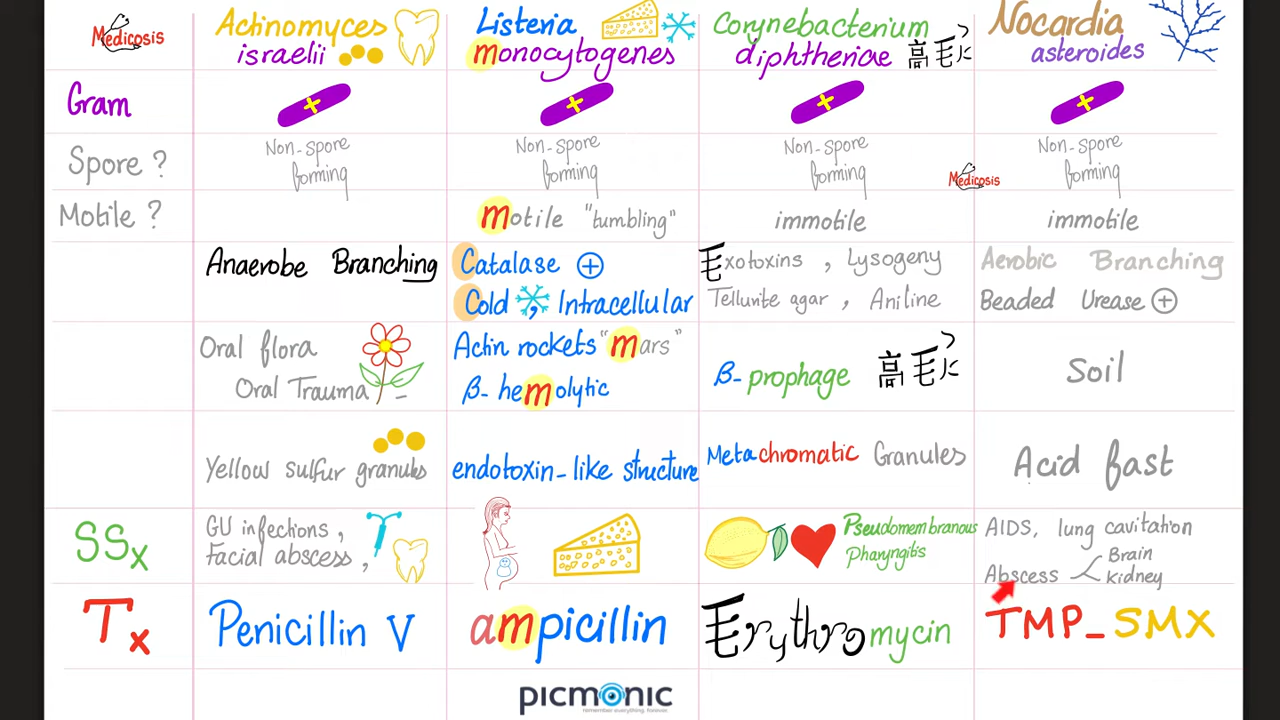 Medicosis
Actinomyces
israelii
Listeria
monocytogenes
Corynebacterium
diphtheriae
Nocardia
asteroides
Gram
+ + + +
Spore ?
Non-spore
forming
Non-spore
forming
Non-spore
forming
Non-spore
forming
Medicosis
Motile ?
motile "tumbling"
immotile
immotile
Anaerobe Branching
Catalase +
Cold , Intracellular
Exotoxins , Lysogeny
Tellurite agar , Aniline
Aerobic Branching
Beaded Urease +
Oral flora
Oral Trauma
Actin rockets "mars"
β- hemolytic
β- prophage
Soil
Yellow sulfur granules
endotoxin-like structure
Metachromatic Granules
Acid fast
SSx
GU infections ,
Facial abscess ,
Pseudomembranous
Pharyngitis
AIDS, lung cavitation
Abscess < Brain
Kidney
Tx
Penicillin V
ampicillin
Erythromycin
TMP_SMX
picmonic
remember everything, forever.